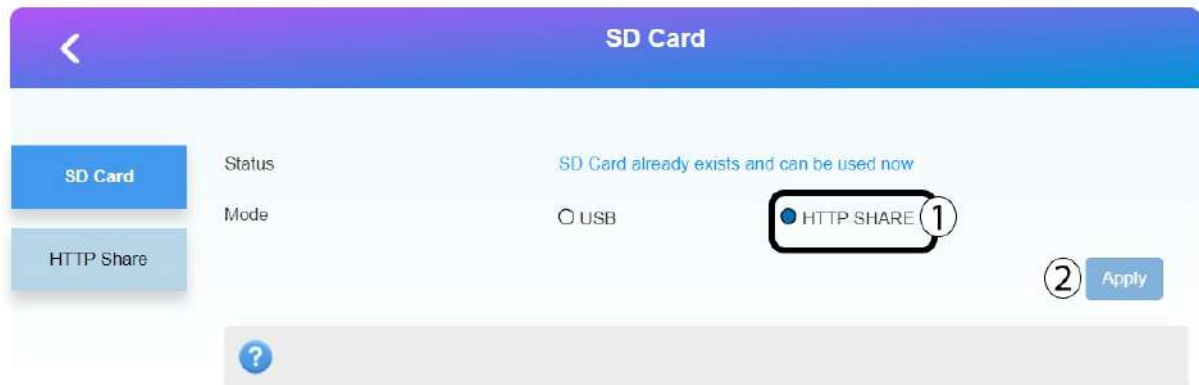 SD Card
SD Card
Status
SD Card already exists and can be used now
Mode
USB
HTTP SHARE
①
HTTP Share
②
Apply
?